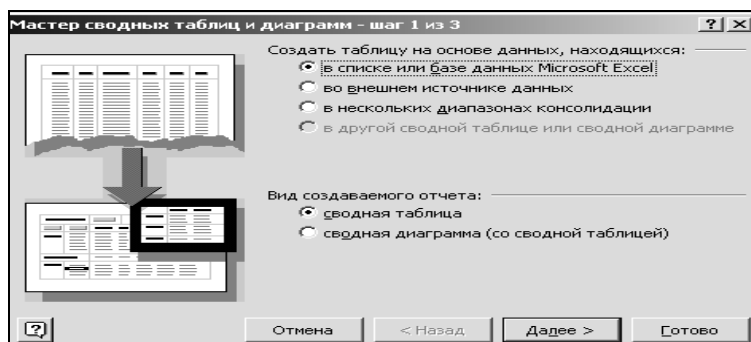 Мастер сводных таблиц и диаграмм - шаг 1 из 3
Создать таблицу на основе данных, находящихся:
в списке или базе данных Microsoft Excel
во внешнем источнике данных
в нескольких диапазонах консолидации
в другой сводной таблице или сводной диаграмме
Вид создаваемого отчета:
сводная таблица
сводная диаграмма (со сводной таблицей)
Отмена
< Назад
Далее >
Готово